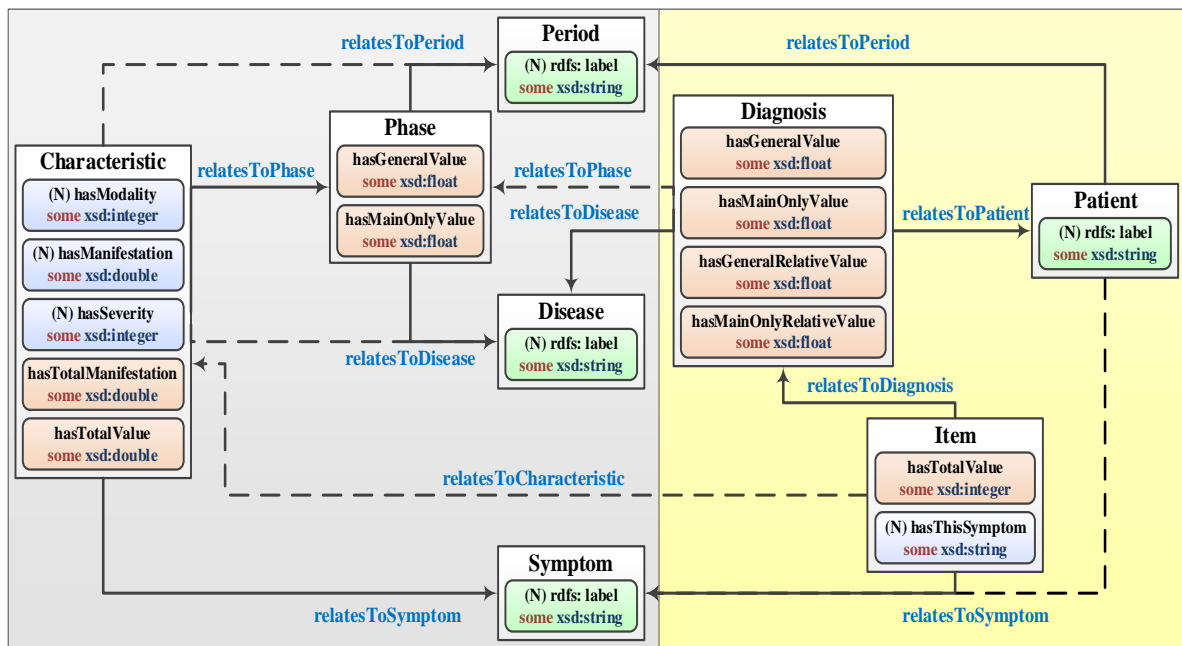 Period
(N) rdfs: label
some xsd:string
relatesToPeriod
relatesToPeriod
Phase
hasGeneralValue
some xsd:float
hasMainOnlyValue
some xsd:float
Diagnosis
hasGeneralValue
some xsd:float
hasMainOnlyValue
some xsd:float
hasGeneralRelativeValue
some xsd:float
hasMainOnlyRelativeValue
some xsd:float
Characteristic
(N) hasModality
some xsd:integer
(N) hasManifestation
some xsd:double
(N) hasSeverity
some xsd:integer
hasTotalManifestation
some xsd:double
hasTotalValue
some xsd:double
relatesToPhase
relatesToPhase
relatesToDisease
relatesToPatient
Patient
(N) rdfs: label
some xsd:string
Disease
(N) rdfs: label
some xsd:string
relatesToDisease
relatesToDiagnosis
Item
hasTotalValue
some xsd:integer
(N) hasThisSymptom
some xsd:string
relatesToCharacteristic
Symptom
(N) rdfs: label
some xsd:string
relatesToSymptom
relatesToSymptom